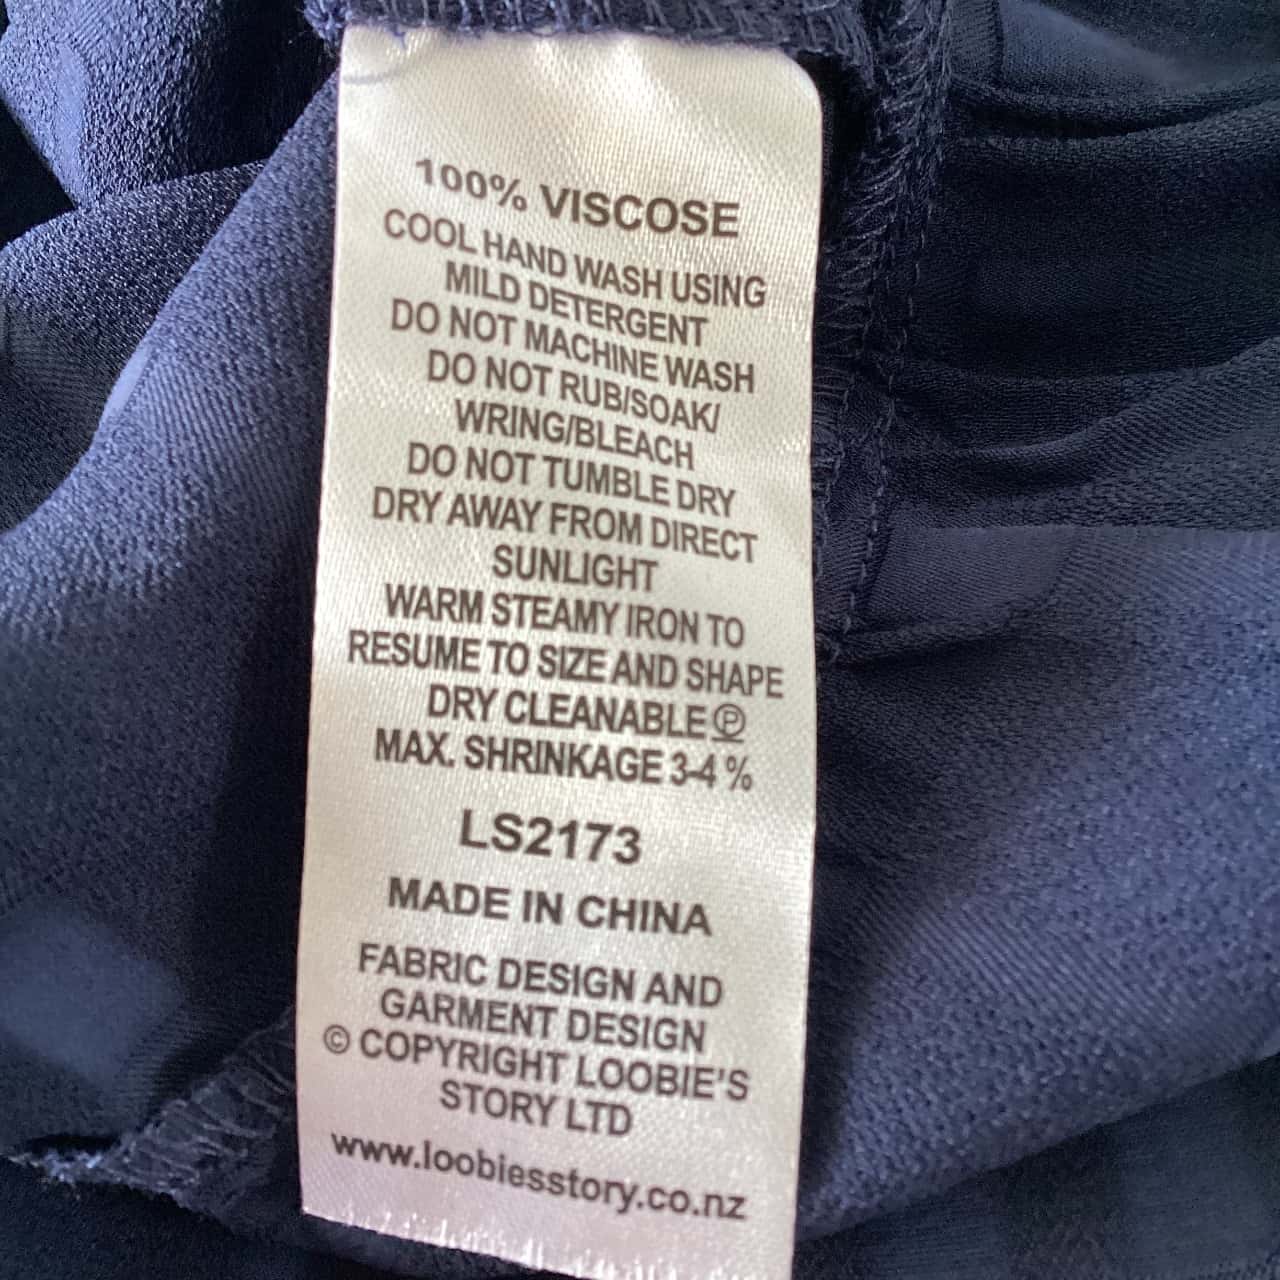 100% VISCOSE
COOL HAND WASH USING
MILD DETERGENT
DO NOT MACHINE WASH
DO NOT RUB/SOAK/
WRING/BLEACH
DO NOT TUMBLE DRY
DRY AWAY FROM DIRECT
SUNLIGHT
WARM STEAMY IRON TO
RESUME TO SIZE AND SHAPE
DRY CLEANABLE Ⓟ
MAX. SHRINKAGE 3-4 %
LS2173
MADE IN CHINA
FABRIC DESIGN AND
GARMENT DESIGN
© COPYRIGHT LOOBIE'S
STORY LTD
www.loobiesstory.co.nz